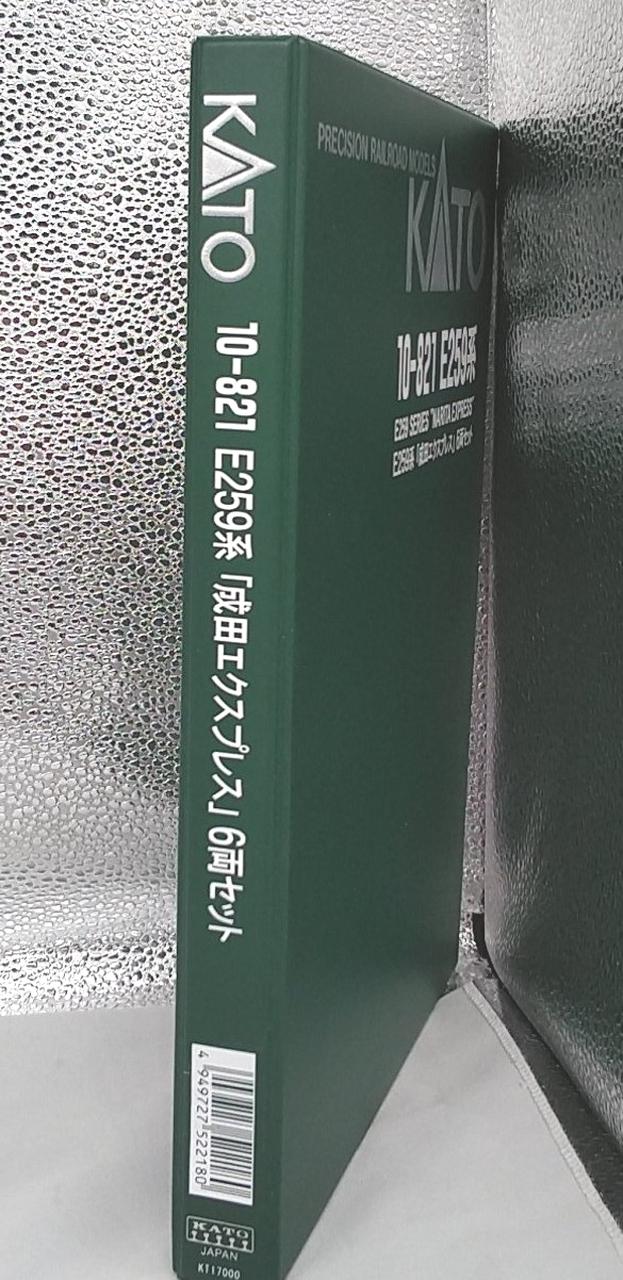 KATO
10-821 E259系「成田エクスプレス」6両セット
4 949727 522180
KATO
JAPAN
KT17000
PRECISION RAILROAD MODELS
KATO
10-821 E259系
E259 SERIES "NARITA EXPRESS"
E259系「成田エクスプレス」6両セット